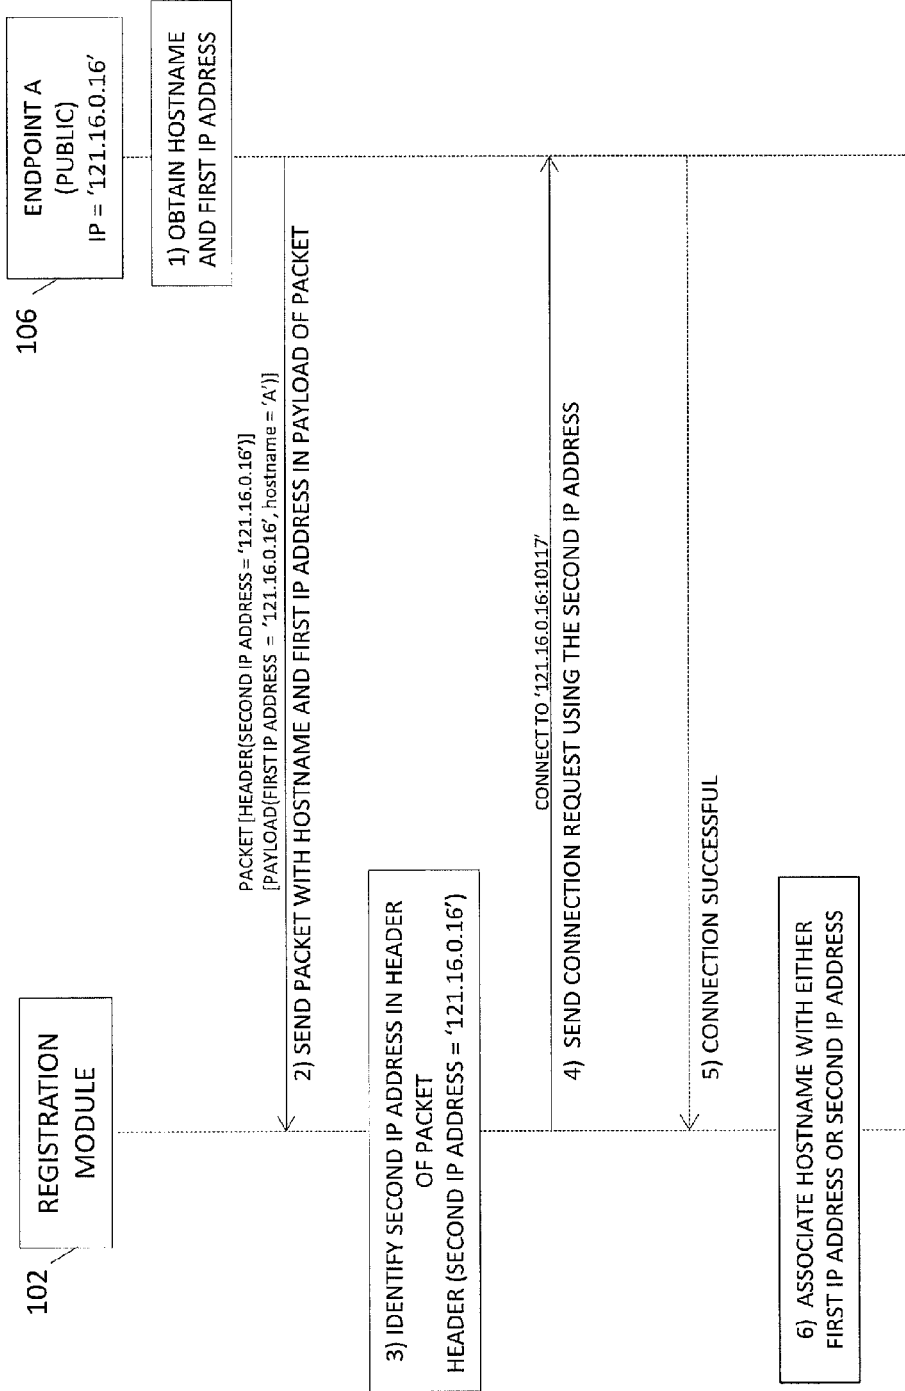 REGISTRATION
MODULE
102
ENDPOINT A
(PUBLIC)
IP = '121.16.0.16'
106
1) OBTAIN HOSTNAME
AND FIRST IP ADDRESS
PACKET [HEADER(SECOND IP ADDRESS = '121.16.0.16')]
[PAYLOAD(FIRST IP ADDRESS = '121.16.0.16', hostname = 'A')]
2) SEND PACKET WITH HOSTNAME AND FIRST IP ADDRESS IN PAYLOAD OF PACKET
3) IDENTIFY SECOND IP ADDRESS IN HEADER
OF PACKET
HEADER (SECOND IP ADDRESS = '121.16.0.16')
CONNECT TO '121.16.0.16:10117'
4) SEND CONNECTION REQUEST USING THE SECOND IP ADDRESS
5) CONNECTION SUCCESSFUL
6) ASSOCIATE HOSTNAME WITH EITHER
FIRST IP ADDRESS OR SECOND IP ADDRESS